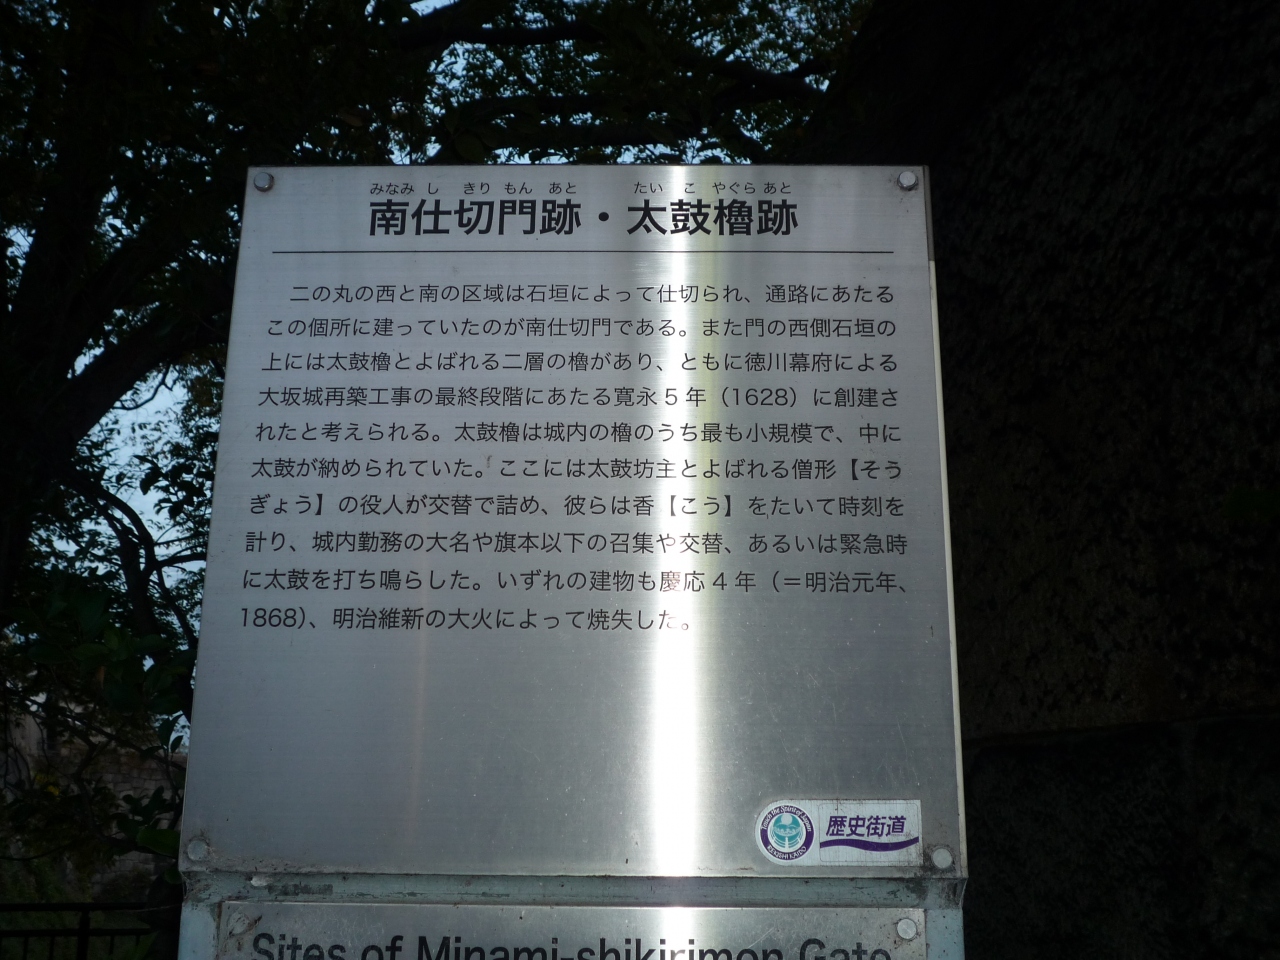 みなみ し きり もん あと たい こ やぐら あと
南仕切門跡・太鼓櫓跡
二の丸の西と南の区域は石垣によって仕切られ、通路にあたる
この個所に建っていたのが南仕切門である。また門の西側石垣の
上には太鼓櫓とよばれる二層の櫓があり、ともに徳川幕府による
大坂城再築工事の最終段階にあたる寛永5年（1628）に創建さ
れたと考えられる。太鼓櫓は城内の櫓のうち最も小規模で、中に
太鼓が納められていた。ここには太鼓坊主とよばれる僧形【そう
ぎょう】の役人が交替で詰め、彼らは香【こう】をたいて時刻を
計り、城内勤務の大名や旗本以下の召集や交替、あるいは緊急時
に太鼓を打ち鳴らした。いずれの建物も慶応4年（＝明治元年、
1868）、明治維新の大火によって焼失した。
Touch the Spirit of Japan
REKISHI KAIDO
歴史街道
Sites of Minami-shikirimon Gate